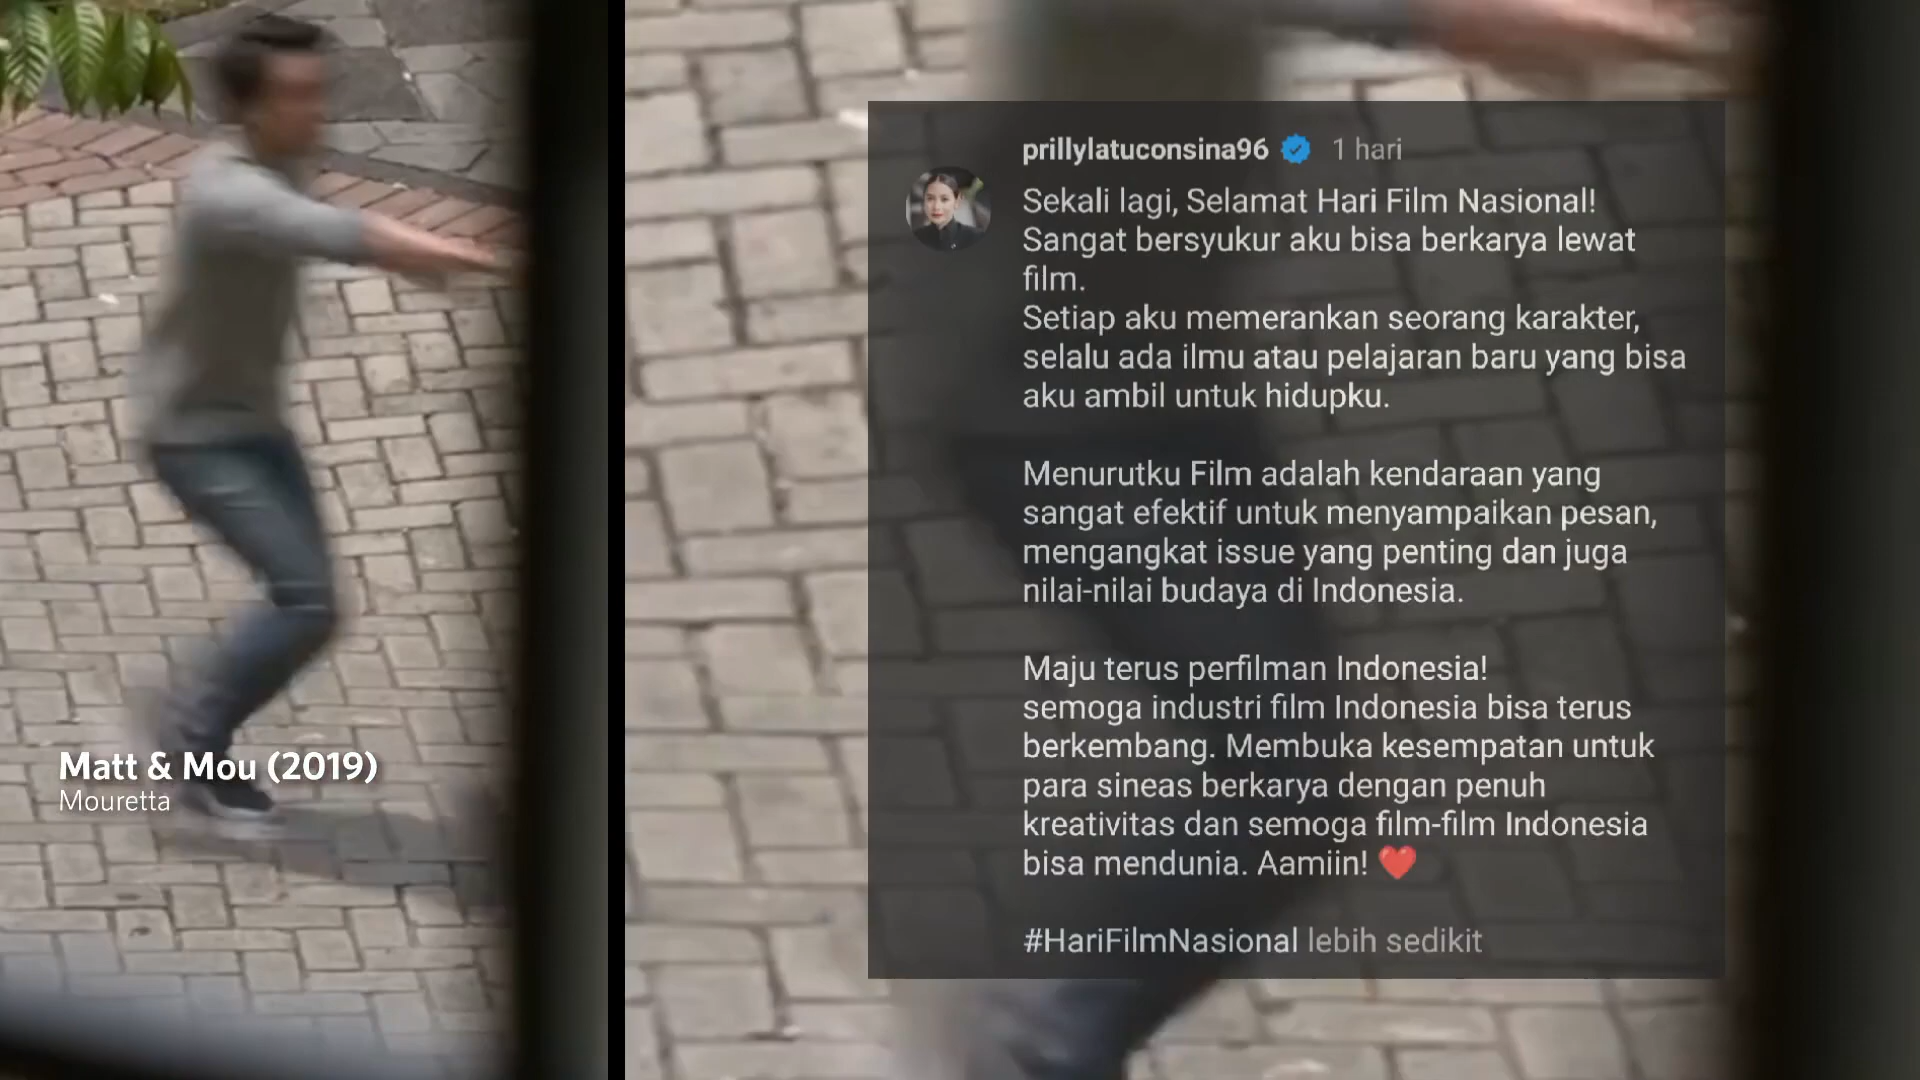 Matt & Mou (2019)
Mouretta
prillylatuconsina96 1 hari
Sekali lagi, Selamat Hari Film Nasional!
Sangat bersyukur aku bisa berkarya lewat
film.
Setiap aku memerankan seorang karakter,
selalu ada ilmu atau pelajaran baru yang bisa
aku ambil untuk hidupku.
Menurutku Film adalah kendaraan yang
sangat efektif untuk menyampaikan pesan,
mengangkat issue yang penting dan juga
nilai-nilai budaya di Indonesia.
Maju terus perfilman Indonesia!
semoga industri film Indonesia bisa terus
berkembang. Membuka kesempatan untuk
para sineas berkarya dengan penuh
kreativitas dan semoga film-film Indonesia
bisa mendunia. Aamiin! ❤️
#HariFilmNasional lebih sedikit